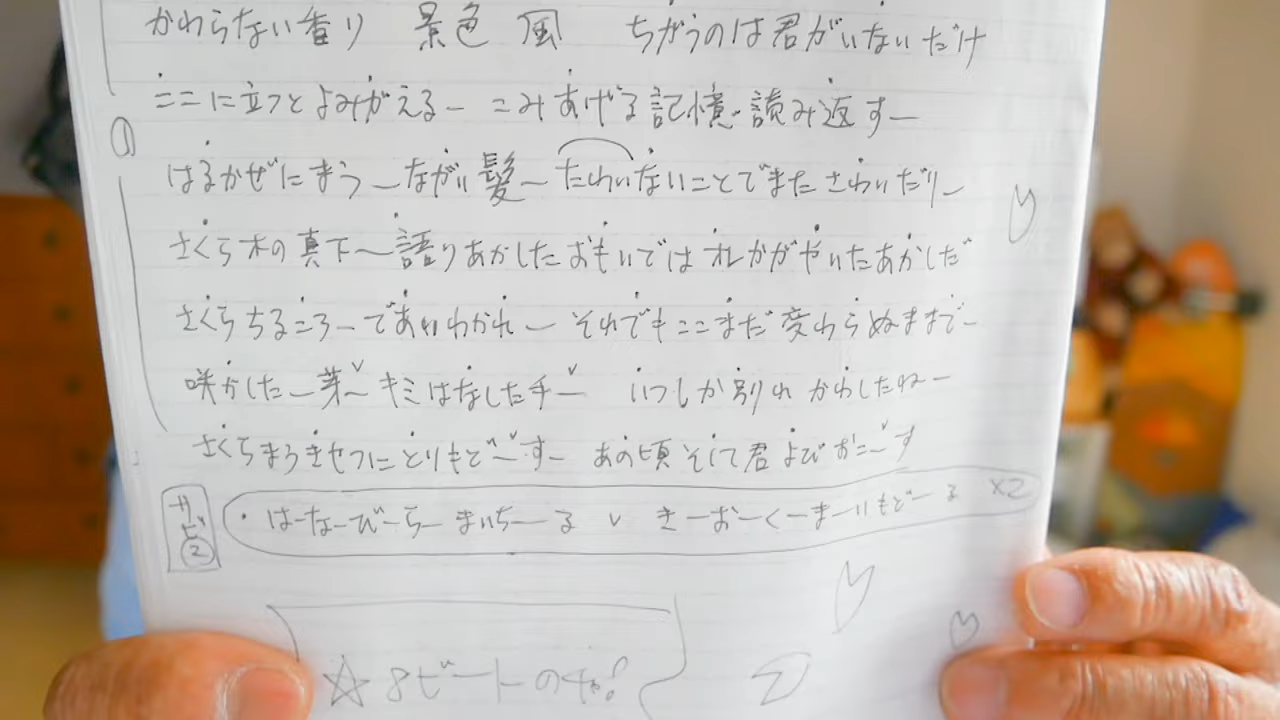 かわらない香り 景色 風 ちがうのは君がいないだけ
ここに立つとよみがえるー こみあげる記憶 読み返すー
① はるかぜにまうーながい髪ーたわいないことでまたさわいだりー
さくら木の真下〜語りあかしたおもいでは オレかがやいたあかしだ
さくらちるころーであいわかれー それでもここまだ変わらぬままでー
咲かしたー芽〜キミはなした手ー いつしか別れ かわしたねー
さくらまうきせつにとりもど〜すー あの頃 そして君 よびおこ〜す
サビ② ・はーなーびーらー まいちーる ∨ きーおーくーまーいもどーる ×2
☆8ビートのチャ!